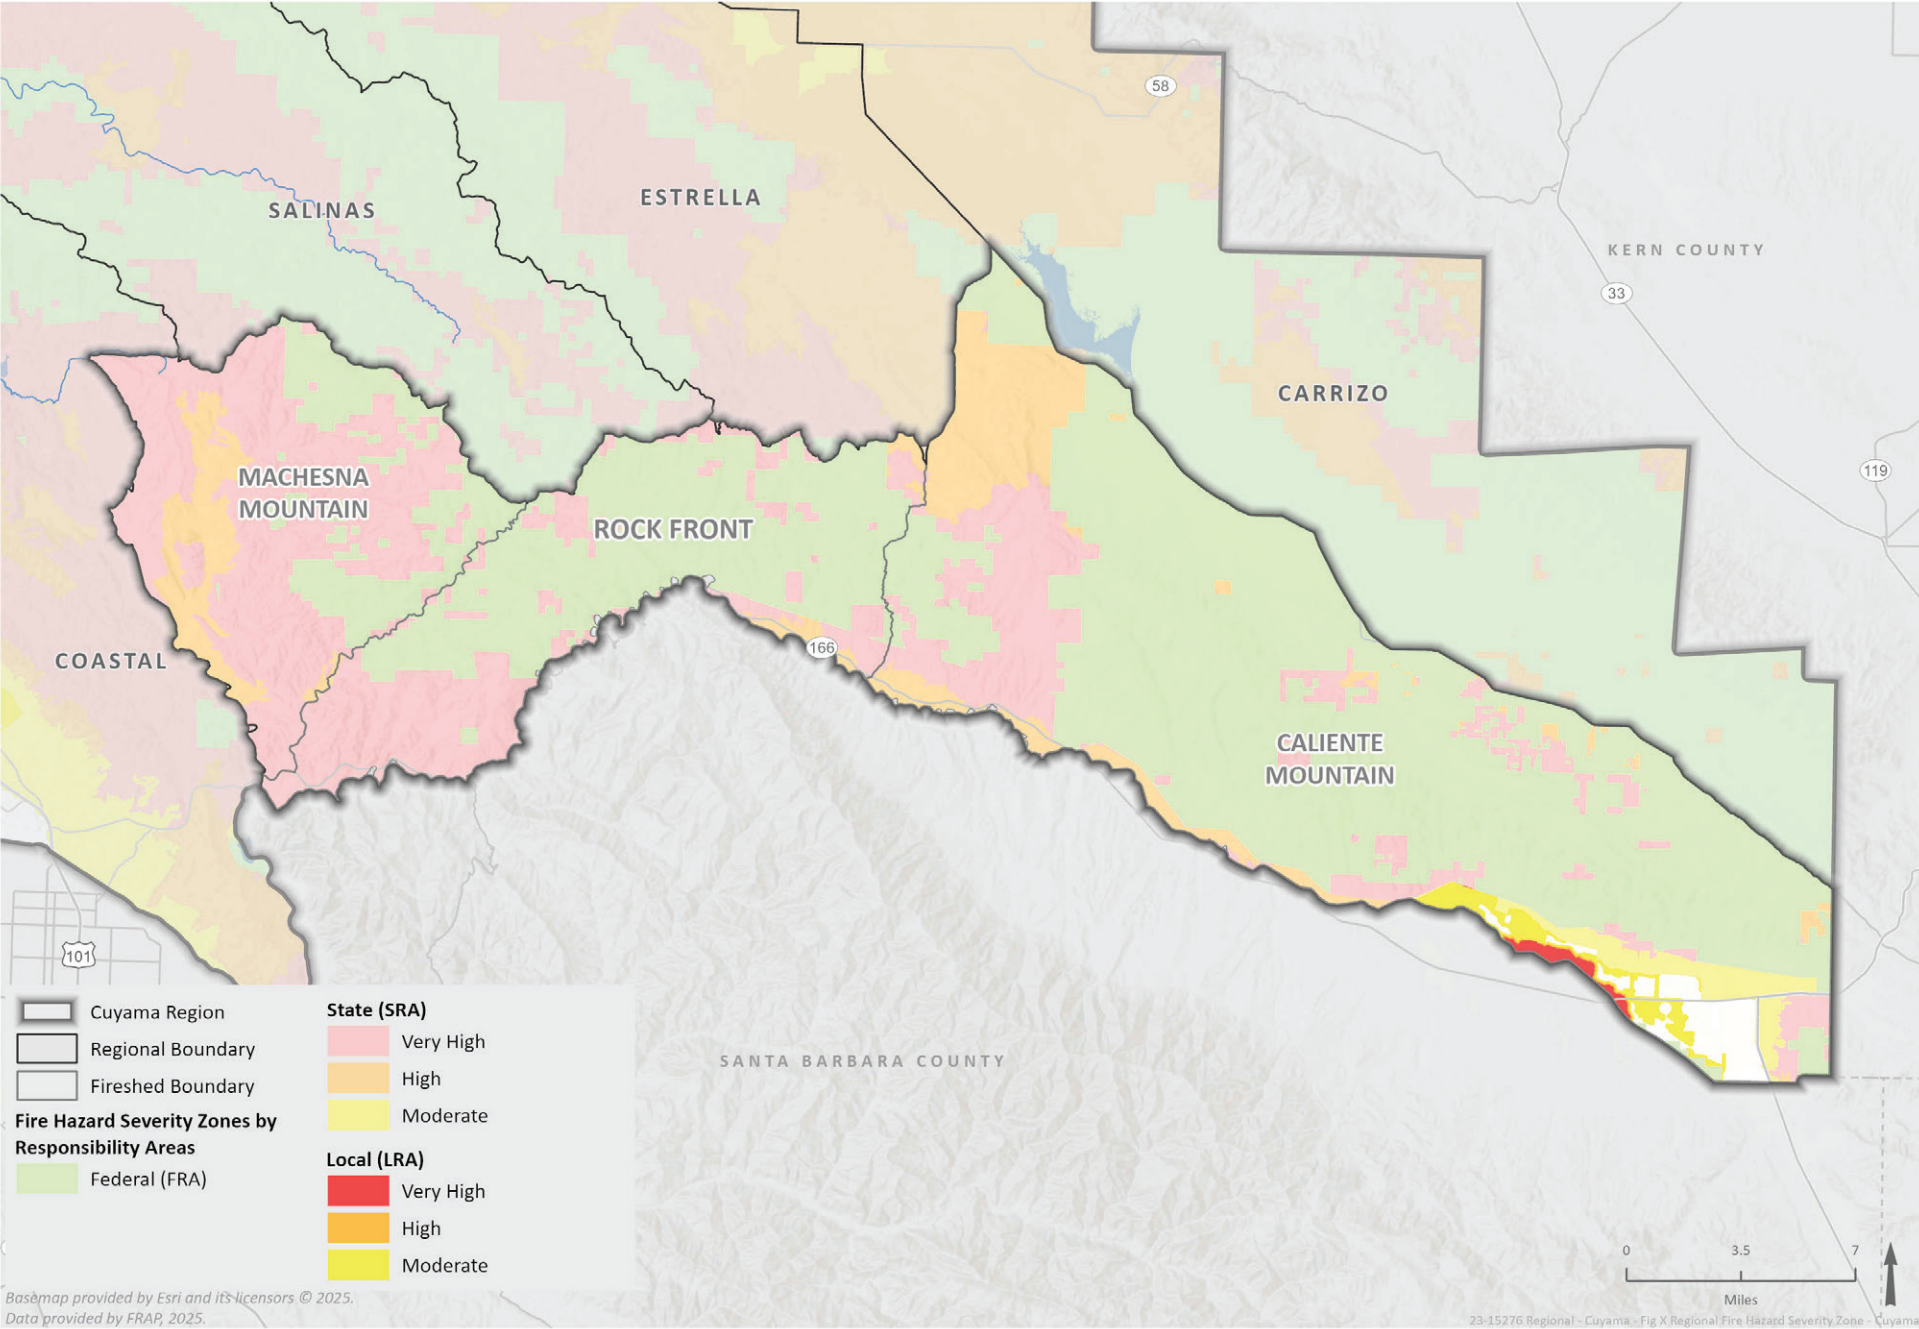 58
SALINAS
ESTRELLA
KERN COUNTY
33
CARRIZO
119
MACHESNA
MOUNTAIN
ROCK FRONT
166
COASTAL
CALIENTE
MOUNTAIN
101
SANTA BARBARA COUNTY
Cuyama Region
Regional Boundary
Fireshed Boundary
Fire Hazard Severity Zones by
Responsibility Areas
Federal (FRA)
State (SRA)
Very High
High
Moderate
Local (LRA)
Very High
High
Moderate
Basemap provided by Esri and its licensors © 2025.
Data provided by FRAP, 2025.
0 3.5 7
Miles
23-15276 Regional - Cuyama - Fig X Regional Fire Hazard Severity Zone - Cuyama